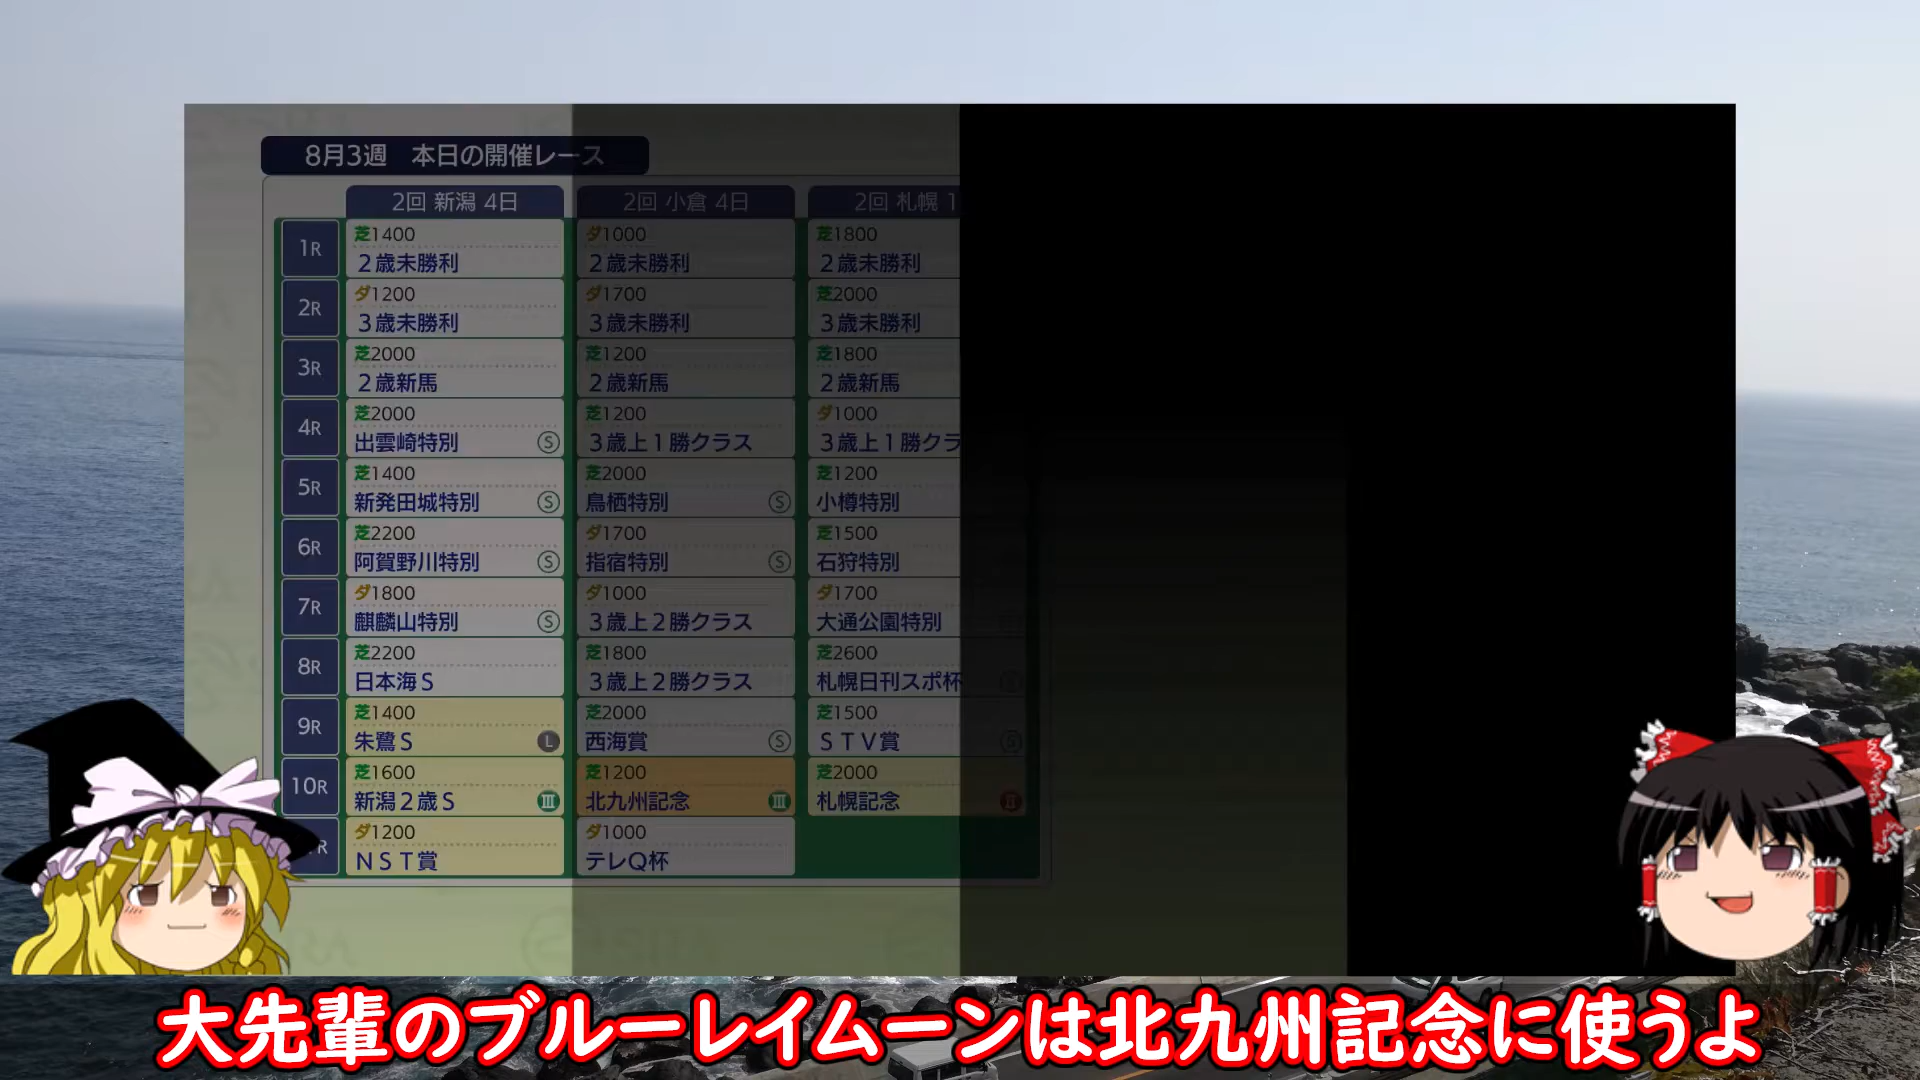 8月3週 本日の開催レース
2回 新潟 4日 2回 小倉 4日 2回 札幌 1
1R 芝1400 ダ1000 芝1800
2歳未勝利 2歳未勝利 2歳未勝利
2R ダ1200 ダ1700 芝2000
3歳未勝利 3歳未勝利 3歳未勝利
3R 芝2000 芝1200 芝1800
2歳新馬 2歳新馬 2歳新馬
4R 芝2000 芝1200 ダ1000
出雲崎特別 Ⓢ 3歳上1勝クラス 3歳上1勝クラ
5R 芝1400 芝2000 芝1200
新発田城特別 Ⓢ 鳥栖特別 Ⓢ 小樽特別
6R 芝2200 ダ1700 芝1500
阿賀野川特別 Ⓢ 指宿特別 Ⓢ 石狩特別
7R ダ1800 ダ1000 ダ1700
麒麟山特別 Ⓢ 3歳上2勝クラス 大通公園特別
8R 芝2200 芝1800 芝2600
日本海S 3歳上2勝クラス 札幌日刊スポ杯
9R 芝1400 芝2000 芝1500
朱鷺S L 西海賞 Ⓢ STV賞 Ⓢ
10R 芝1600 芝1200 芝2000
新潟2歳S Ⅲ 北九州記念 Ⅲ 札幌記念 Ⅱ
R ダ1200 ダ1000
NST賞 テレQ杯
大先輩のブルーレイムーンは北九州記念に使うよ